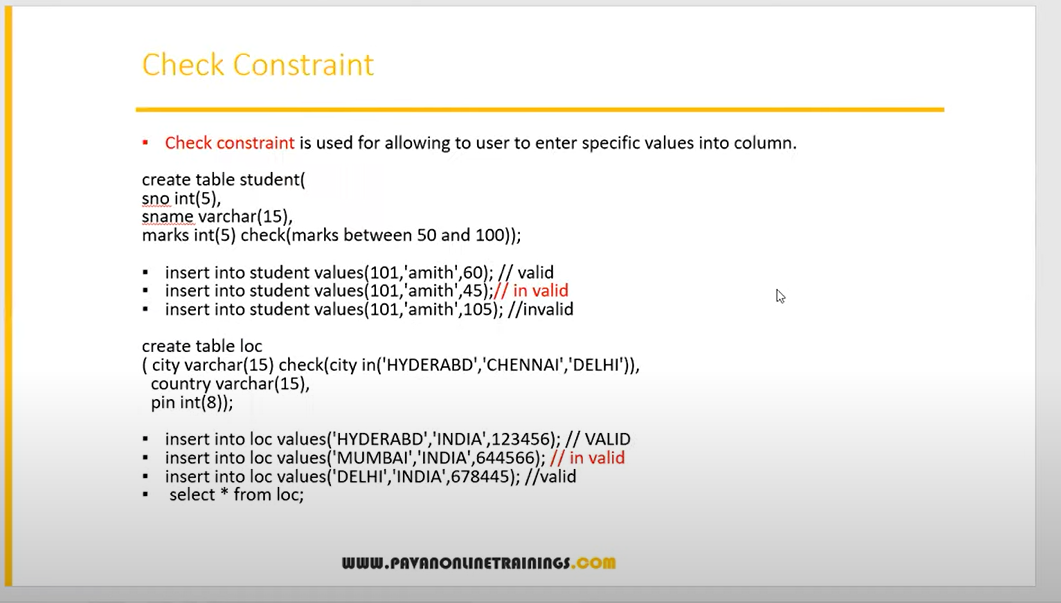 Check Constraint
Check constraint is used for allowing to user to enter specific values into column.
create table student(
sno int(5),
sname varchar(15),
marks int(5) check(marks between 50 and 100));
insert into student values(101,'amith',60); // valid
insert into student values(101,'amith',45);// in valid
insert into student values(101,'amith',105); //invalid
create table loc
( city varchar(15) check(city in('HYDERABD','CHENNAI','DELHI')),
country varchar(15),
pin int(8));
insert into loc values('HYDERABD','INDIA',123456); // VALID
insert into loc values('MUMBAI','INDIA',644566); // in valid
insert into loc values('DELHI','INDIA',678445); //valid
select * from loc;
WWW.PAVANONLINETRAININGS.COM